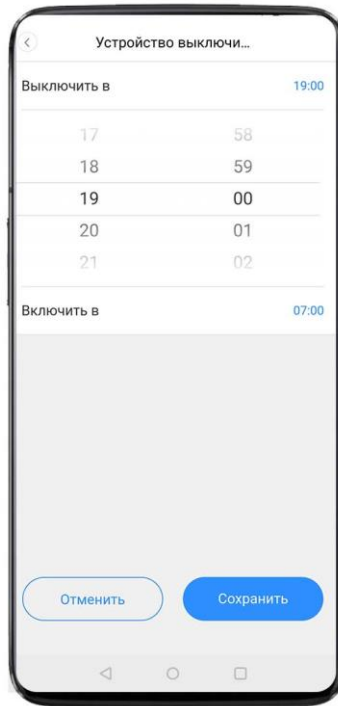 Устройство выключи...
Выключить в 19:00
17 58
18 59
19 00
20 01
21 02
Включить в 07:00
Отменить Сохранить